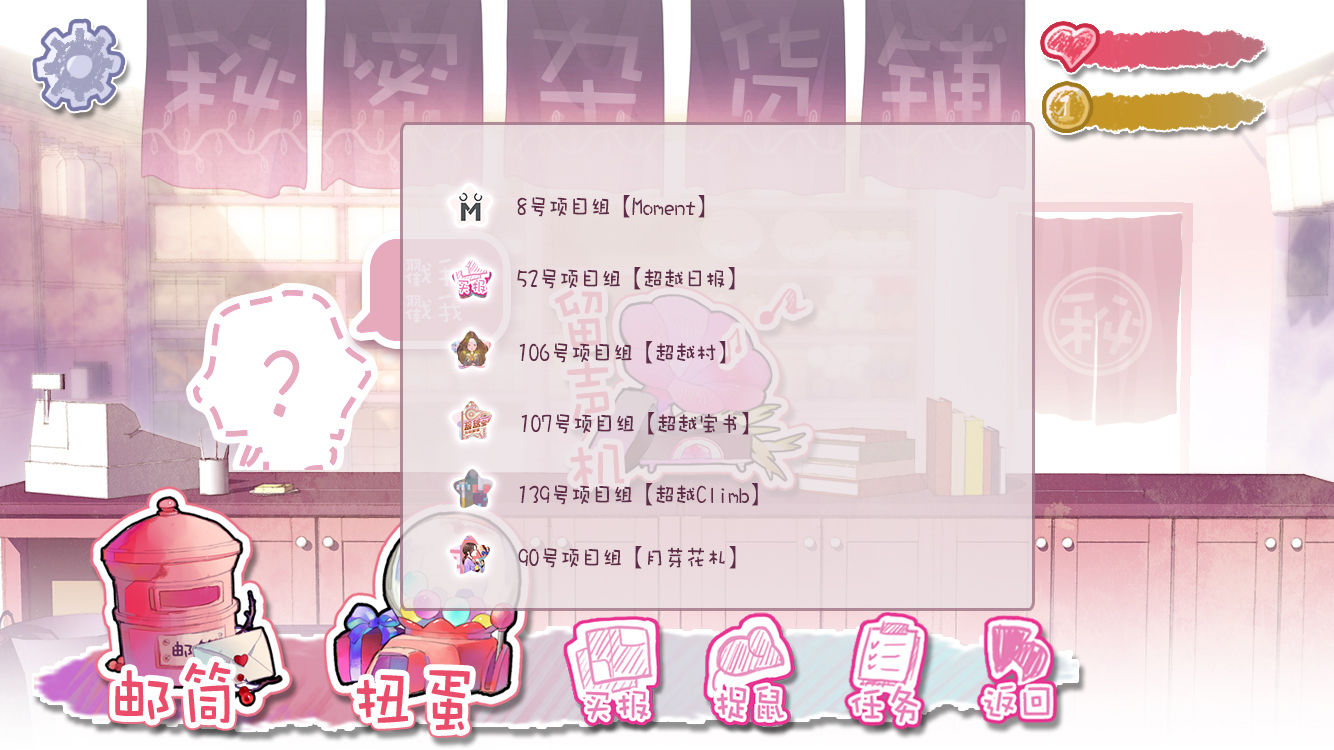 秘密杂货铺
1
8号项目组【Moment】
52号项目组【超越日报】
买报
戳我
戳我
106号项目组【超越村】
留声机
秘
?
107号项目组【超越宝书】
139号项目组【超越Climb】
90号项目组【月芽花札】
邮筒
扭蛋
买报
捉鼠
任务
返回